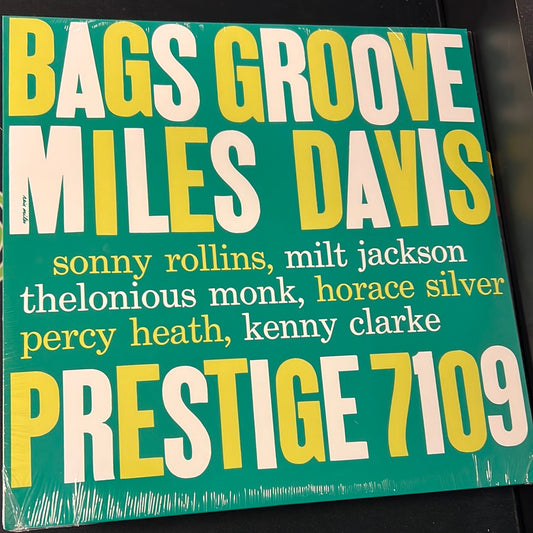 BAGS GROOVE
MILES DAVIS
sonny rollins, milt jackson
thelonious monk, horace silver
percy heath, kenny clarke
PRESTIGE 7109